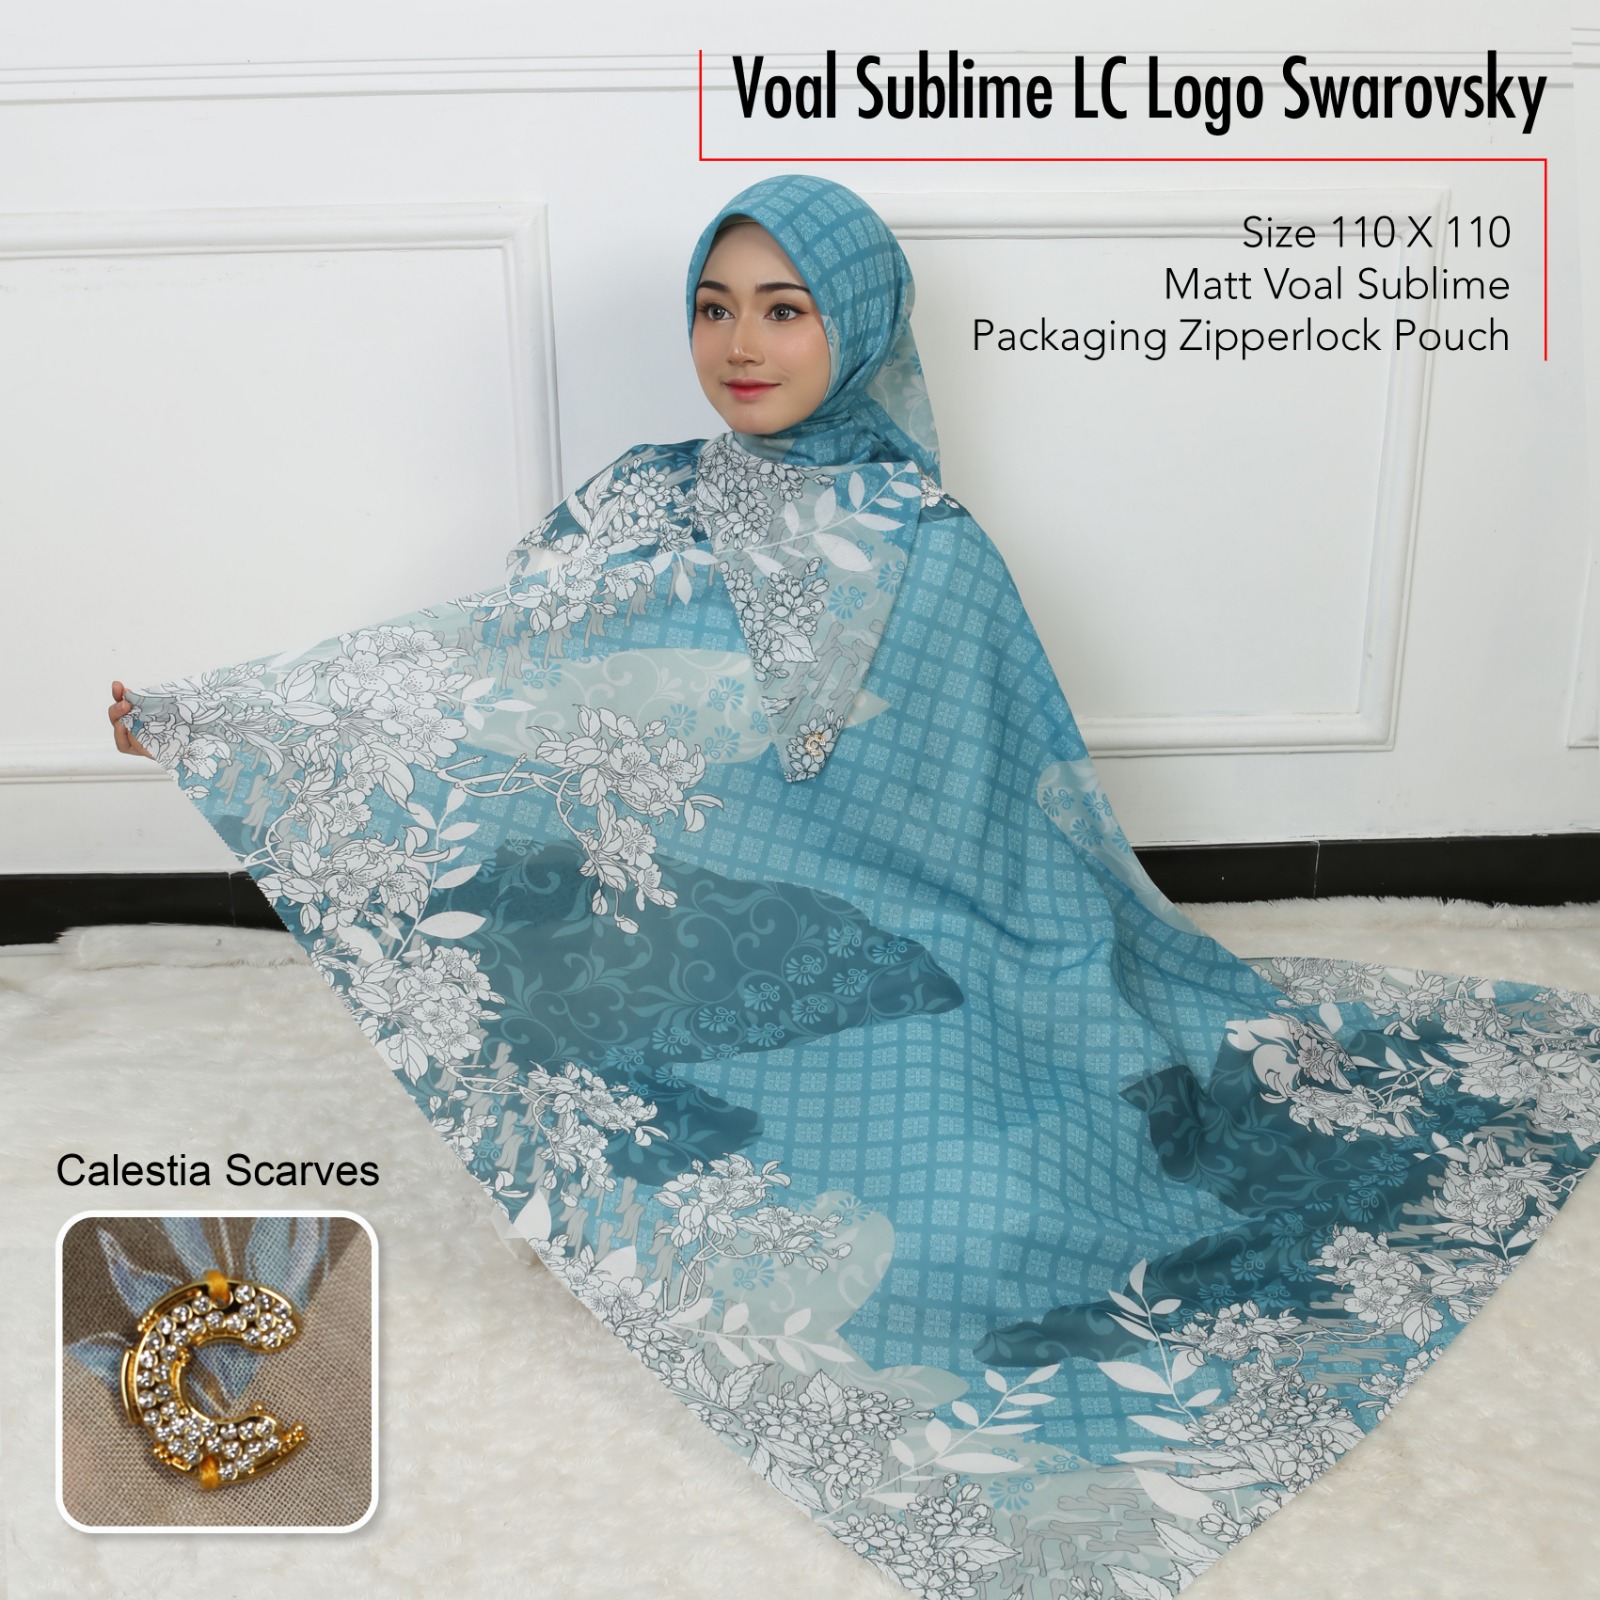 Voal Sublime LC Logo Swarovsky
Size 110 X 110
Matt Voal Sublime
Packaging Zipperlock Pouch
Calestia Scarves